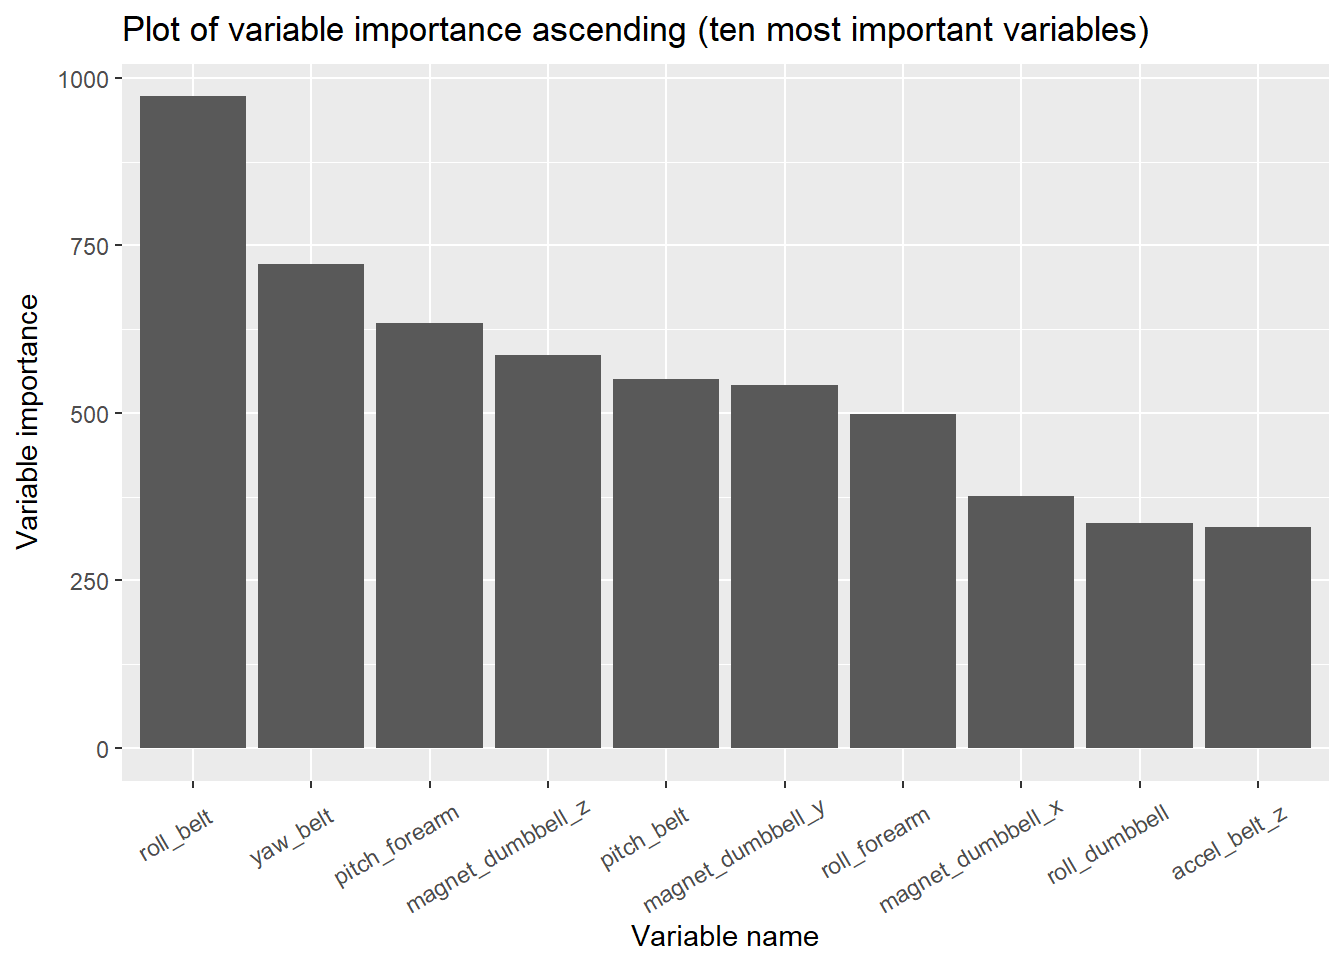 Plot of variable importance ascending (ten most important variables)
1000
750
500
250
0
Variable importance
roll_belt
yaw_belt
pitch_forearm
magnet_dumbbell_z
pitch_belt
magnet_dumbbell_y
roll_forearm
magnet_dumbbell_x
roll_dumbbell
accel_belt_z
Variable name